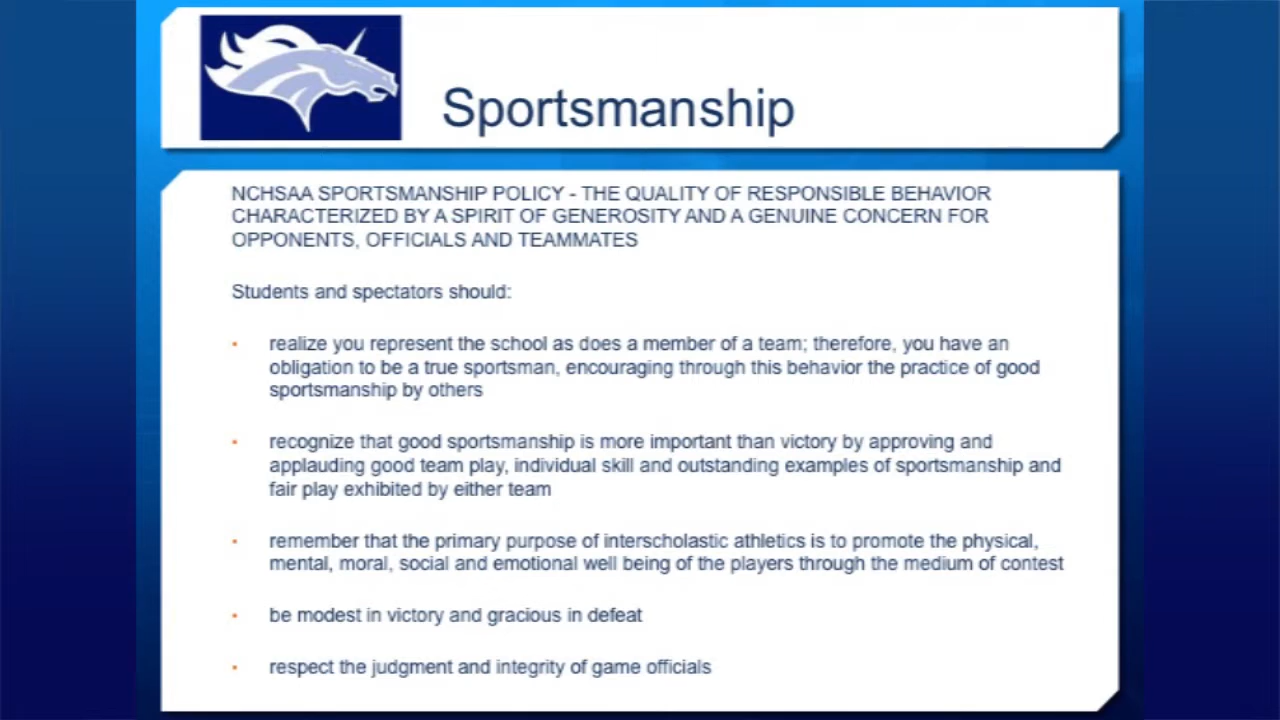 Sportsmanship
NCHSAA SPORTSMANSHIP POLICY - THE QUALITY OF RESPONSIBLE BEHAVIOR
CHARACTERIZED BY A SPIRIT OF GENEROSITY AND A GENUINE CONCERN FOR
OPPONENTS, OFFICIALS AND TEAMMATES
Students and spectators should:
• realize you represent the school as does a member of a team; therefore, you have an
obligation to be a true sportsman, encouraging through this behavior the practice of good
sportsmanship by others
• recognize that good sportsmanship is more important than victory by approving and
applauding good team play, individual skill and outstanding examples of sportsmanship and
fair play exhibited by either team
• remember that the primary purpose of interscholastic athletics is to promote the physical,
mental, moral, social and emotional well being of the players through the medium of contest
• be modest in victory and gracious in defeat
• respect the judgment and integrity of game officials